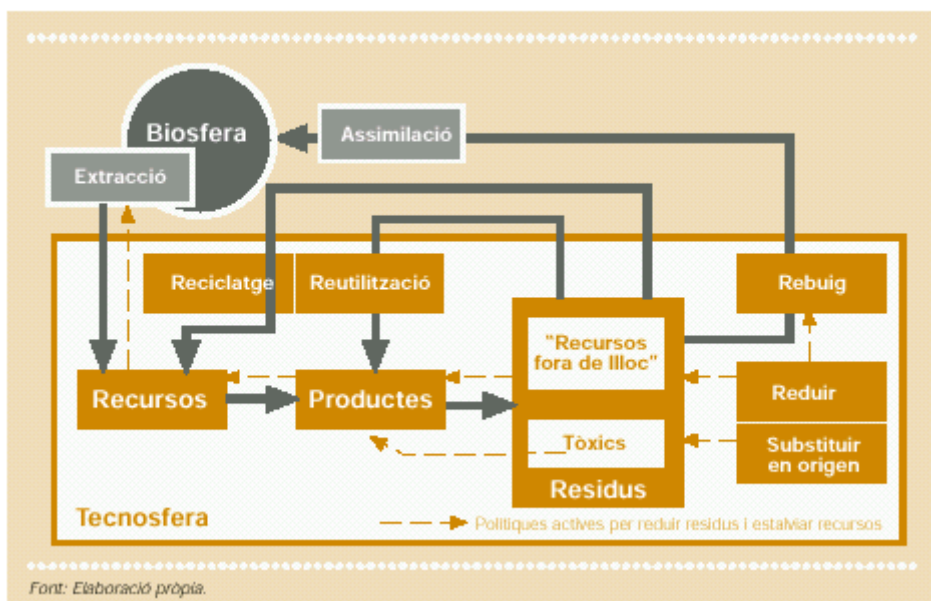 Biosfera
Assimilació
Extracció
Reciclatge
Reutilització
Rebuig
"Recursos
fora de lloc"
Recursos
Productes
Reduir
Tòxics
Substituir
en origen
Residus
Tecnosfera
Polítiques actives per reduir residus i estalviar recursos
Font: Elaboració pròpia.